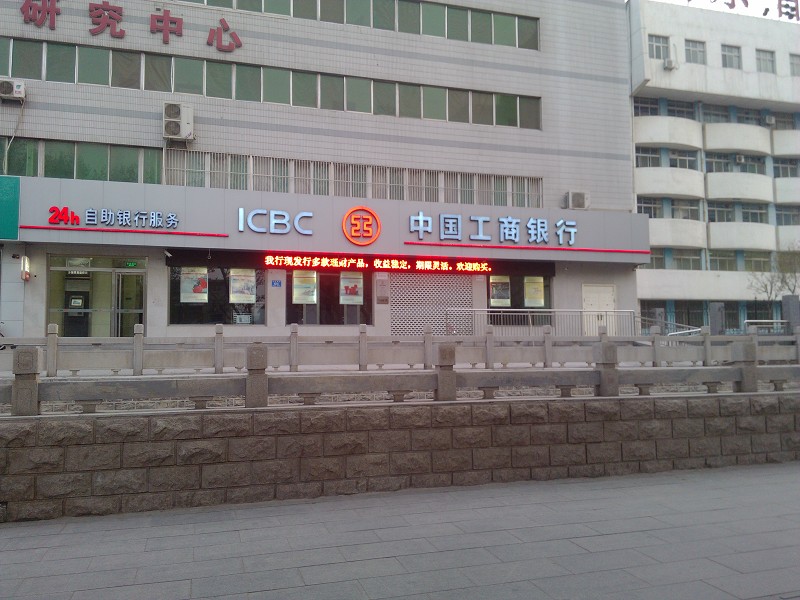 研究中心
24h 自助银行服务
ICBC 中国工商银行
我行现发行多款理财产品，收益稳定，期限灵活。欢迎购买。